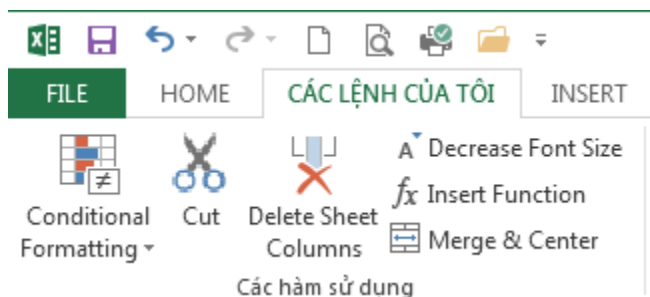 FILE HOME CÁC LỆNH CỦA TÔI INSERT
Conditional
Formatting
Cut
Delete Sheet
Columns
Decrease Font Size
Insert Function
Merge & Center
Các hàm sử dụng